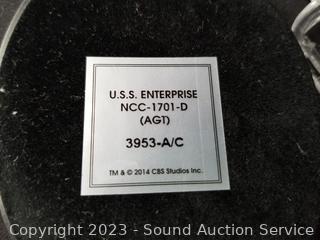 U.S.S. ENTERPRISE
NCC-1701-D
(AGT)
3953-A/C
TM & © 2014 CBS Studios Inc.
Copyright 2023 - Sound Auction Service